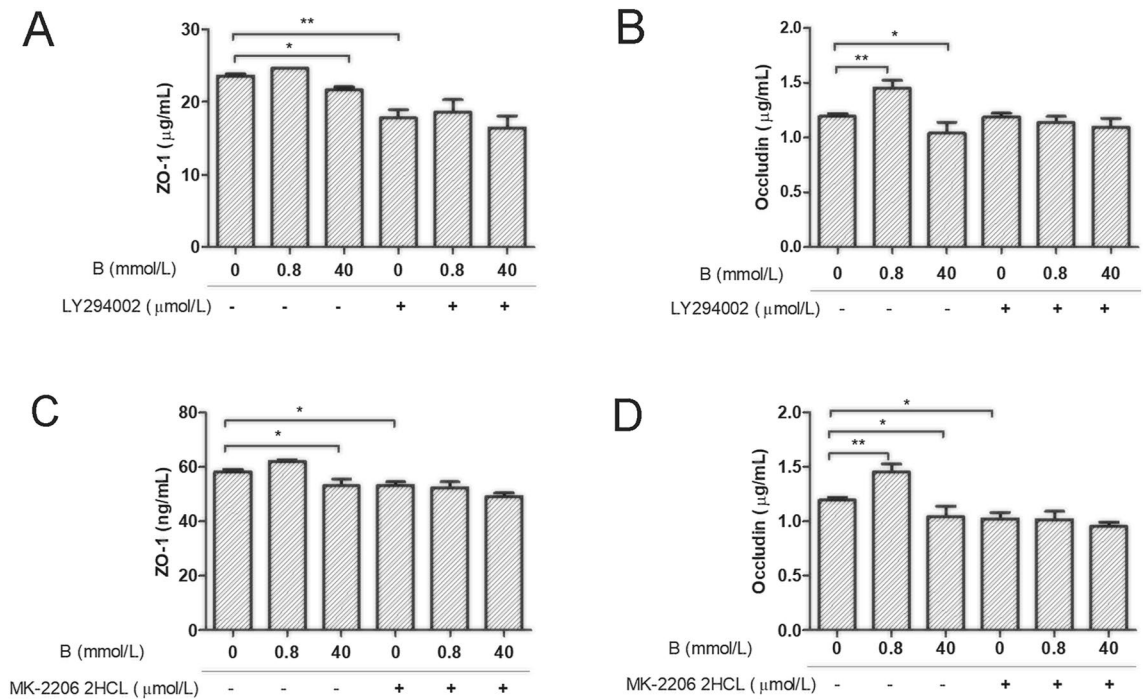 A
ZO-1 (μg/mL)
30
20
10
0
**
*
B (mmol/L)
0 0.8 40 0 0.8 40
LY294002 ( μmol/L)
- - - + + +
B
Occludin ( μg/mL)
2.0
1.5
1.0
0.5
0.0
*
**
B (mmol/L)
0 0.8 40 0 0.8 40
LY294002 ( μmol/L)
- - - + + +
C
ZO-1 (ng/mL)
80
60
40
20
0
*
*
B (mmol/L)
0 0.8 40 0 0.8 40
MK-2206 2HCL ( μmol/L)
- - - + + +
D
Occludin ( μg/mL)
2.0
1.5
1.0
0.5
0.0
*
*
**
B (mmol/L)
0 0.8 40 0 0.8 40
MK-2206 2HCL ( μmol/L)
- - - + + +